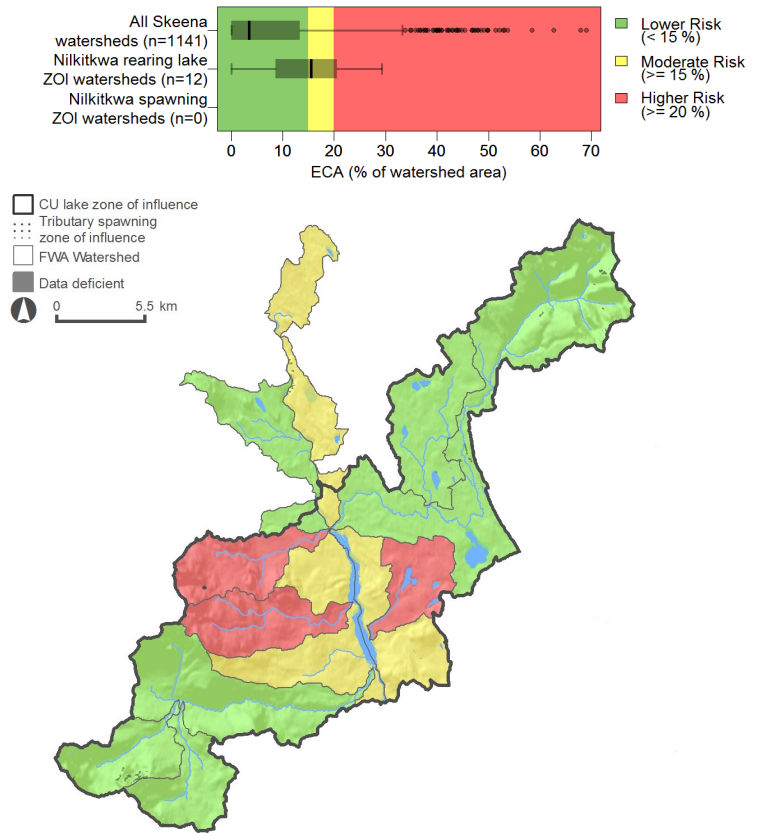 All Skeena
watersheds (n=1141)
Nilkitkwa rearing lake
ZOI watersheds (n=12)
Nilkitkwa spawning
ZOI watersheds (n=0)
0 10 20 30 40 50 60 70
ECA (% of watershed area)
Lower Risk
(< 15 %)
Moderate Risk
(>= 15 %)
Higher Risk
(>= 20 %)
CU lake zone of influence
Tributary spawning
zone of influence
FWA Watershed
Data deficient
0 5.5 km